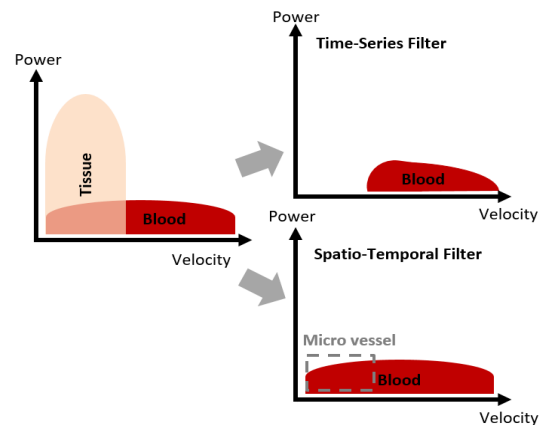 Power
Tissue
Blood
Velocity
Power
Time-Series Filter
Blood
Velocity
Power
Spatio-Temporal Filter
Micro vessel
Blood
Velocity